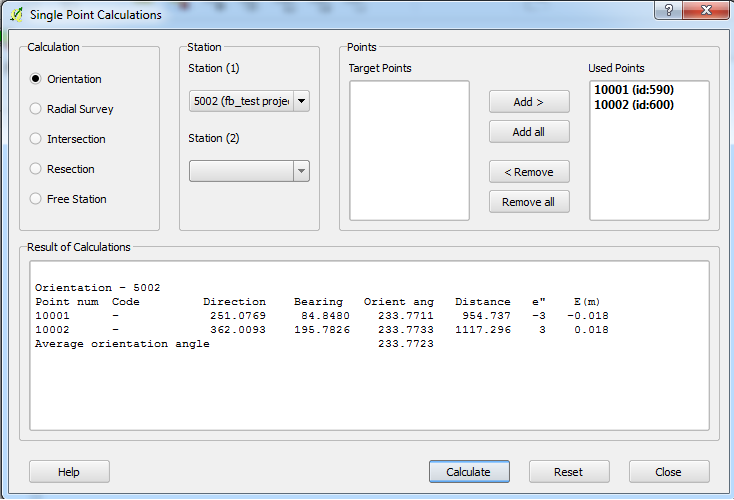 Single Point Calculations
Calculation
Orientation
Radial Survey
Intersection
Resection
Free Station
Station
Station (1)
5002 (fb_test proje
Station (2)
Points
Target Points
Add >
Add all
< Remove
Remove all
Used Points
10001 (id:590)
10002 (id:600)
Result of Calculations
Orientation - 5002
Point num Code Direction Bearing Orient ang Distance e" E(m)
10001 - 251.0769 84.8480 233.7711 954.737 -3 -0.018
10002 - 362.0093 195.7826 233.7733 1117.296 3 0.018
Average orientation angle 233.7723
Help
Calculate
Reset
Close